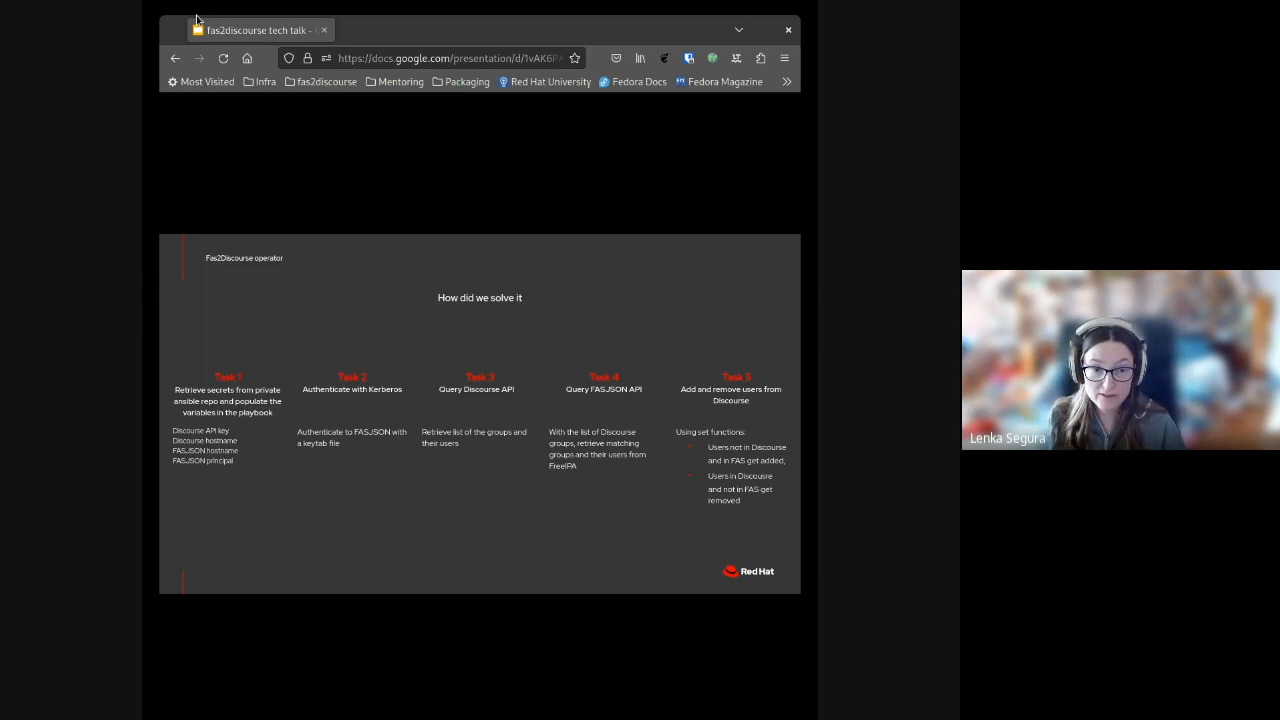 fas2discourse tech talk -
https://docs.google.com/presentation/d/1vAK6P
Most Visited
Infra
fas2discourse
Mentoring
Packaging
Red Hat University
Fedora Docs
Fedora Magazine
Fas2Discourse operator
How did we solve it
Task 1
Retrieve secrets from private
ansible repo and populate the
variables in the playbook
Discourse API key
Discourse hostname
FASJSON hostname
FASJSON principal
Task 2
Authenticate with Kerberos
Authenticate to FASJSON with
a keytab file
Task 3
Query Discourse API
Retrieve list of the groups and
their users
Task 4
Query FASJSON API
With the list of Discourse
groups, retrieve matching
groups and their users from
FreeIPA
Task 5
Add and remove users from
Discourse
Using set functions:
Users not in Discourse
and in FAS get added,
Users in Discousre
and not in FAS get
removed
Red Hat
Lenka Segura